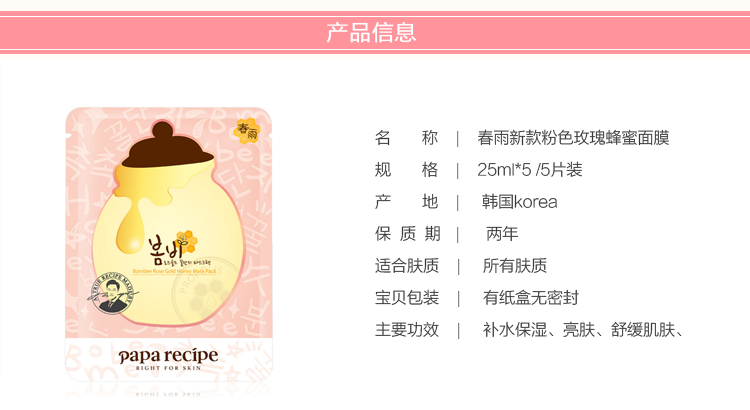 产品信息
春雨
봄비
Bombee Rose Gold Honey Mask Pack
TRUE RECIPE MADE BY
papa recipe
RIGHT FOR SKIN
名 称 | 春雨新款粉色玫瑰蜂蜜面膜
规 格 | 25ml*5 /5片装
产 地 | 韩国korea
保 质 期 | 两年
适合肤质 | 所有肤质
宝贝包装 | 有纸盒无密封
主要功效 | 补水保湿、亮肤、舒缓肌肤、